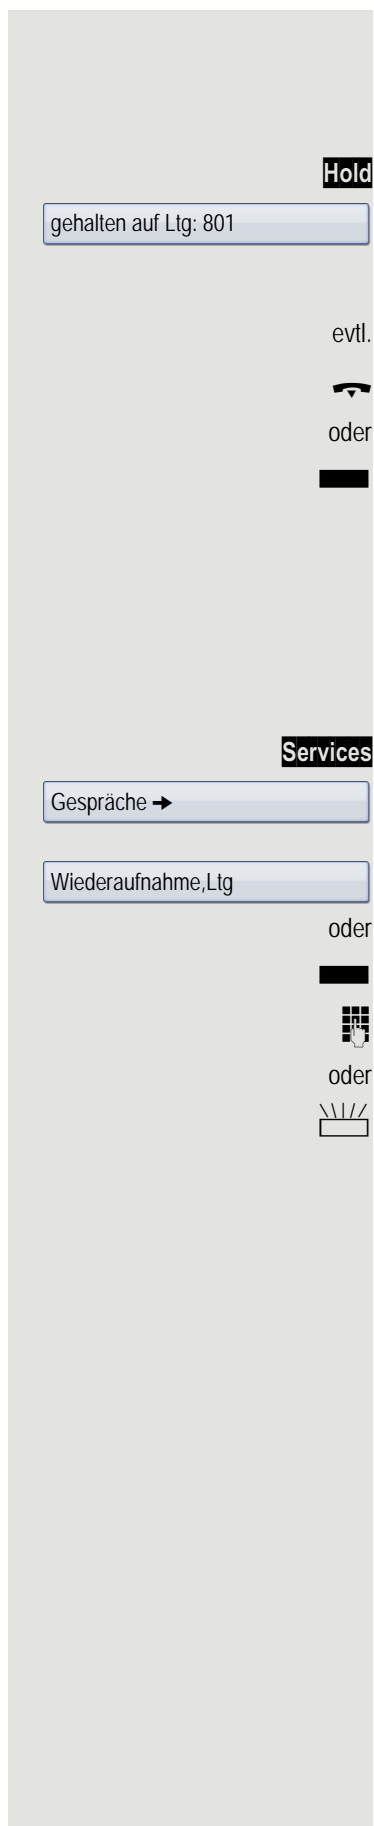 Hold
gehalten auf Ltg: 801
evtl.
oder
Services
Gespräche ➔
Wiederaufnahme,Ltg
oder
oder